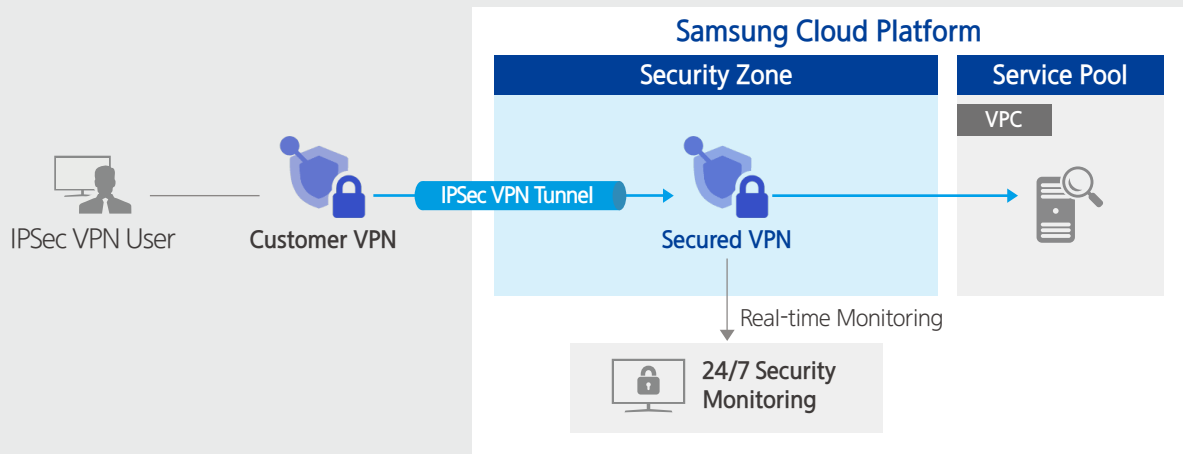 Samsung Cloud Platform
Security Zone
Service Pool
VPC
IPSec VPN User
Customer VPN
IPSec VPN Tunnel
Secured VPN
Real-time Monitoring
24/7 Security
Monitoring